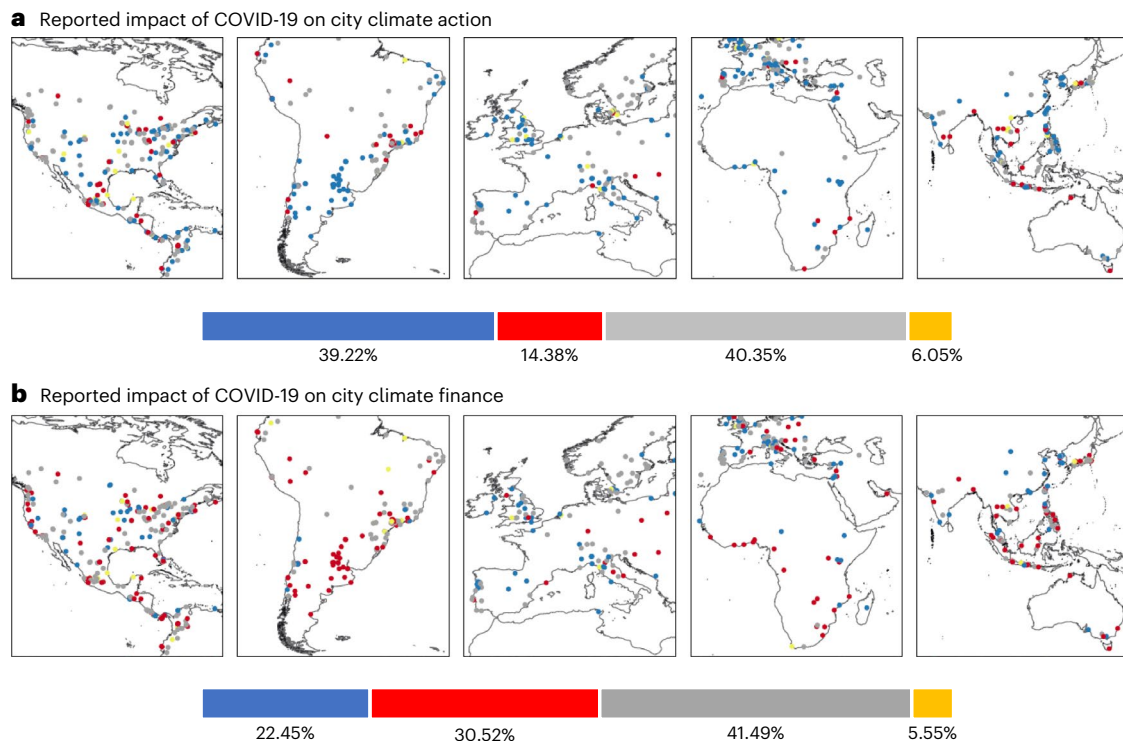 a Reported impact of COVID-19 on city climate action
39.22% 14.38% 40.35% 6.05%
b Reported impact of COVID-19 on city climate finance
22.45% 30.52% 41.49% 5.55%